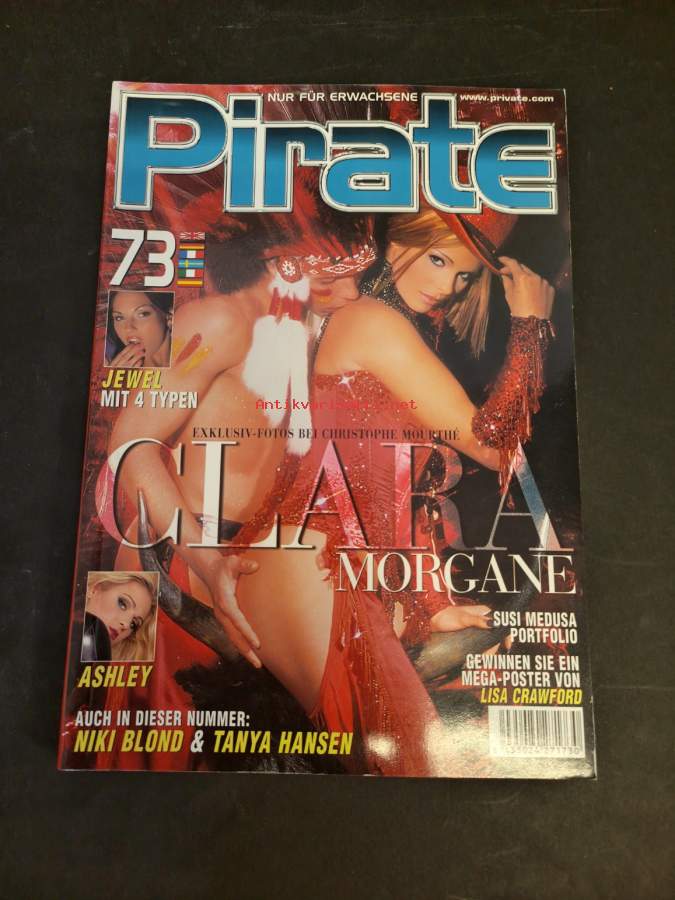 NUR FÜR ERWACHSENE
www.private.com
Pirate
73
JEWEL
MIT 4 TYPEN
EXKLUSIV-FOTOS BEI CHRISTOPHE MOURTHÉ
CLARA
MORGANE
SUSI MEDUSA
PORTFOLIO
ASHLEY
GEWINNEN SIE EIN
MEGA-POSTER VON
LISA CRAWFORD
AUCH IN DIESER NUMMER:
NIKI BLOND & TANYA HANSEN